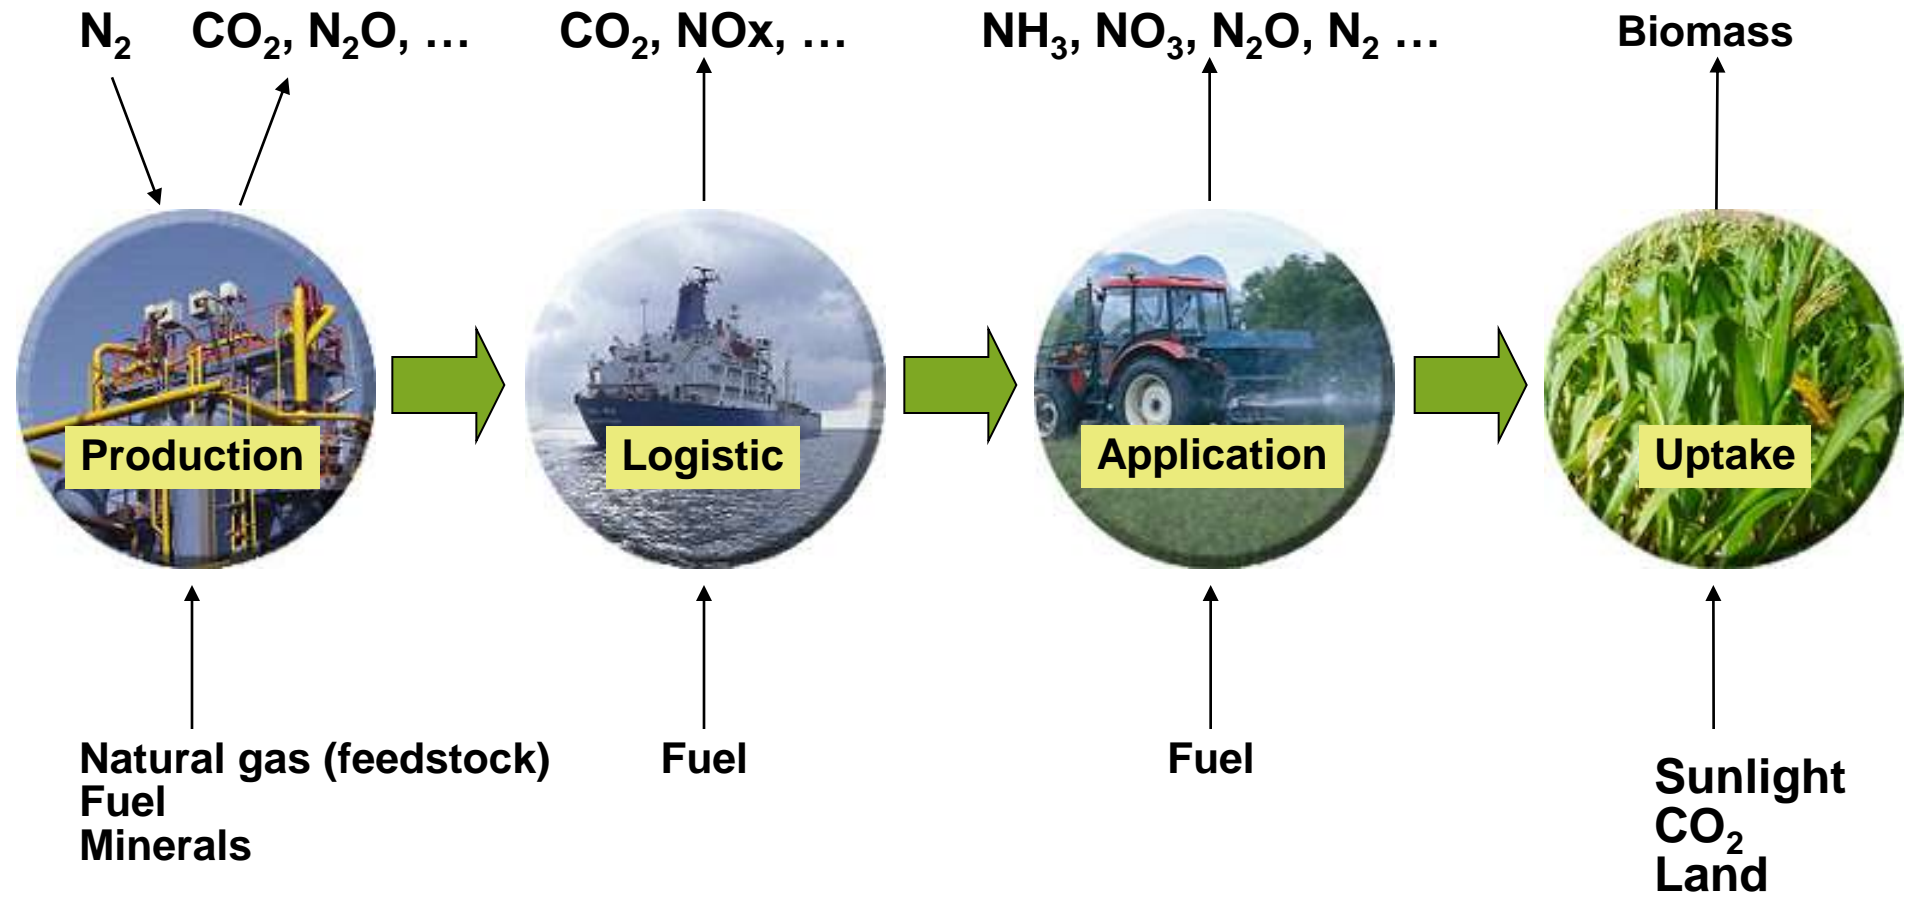 N₂ CO₂, N₂O, … CO₂, NOx, … NH₃, NO₃, N₂O, N₂ … Biomass
Production Logistic Application Uptake
Natural gas (feedstock) Fuel Fuel Sunlight
Fuel CO₂
Minerals Land